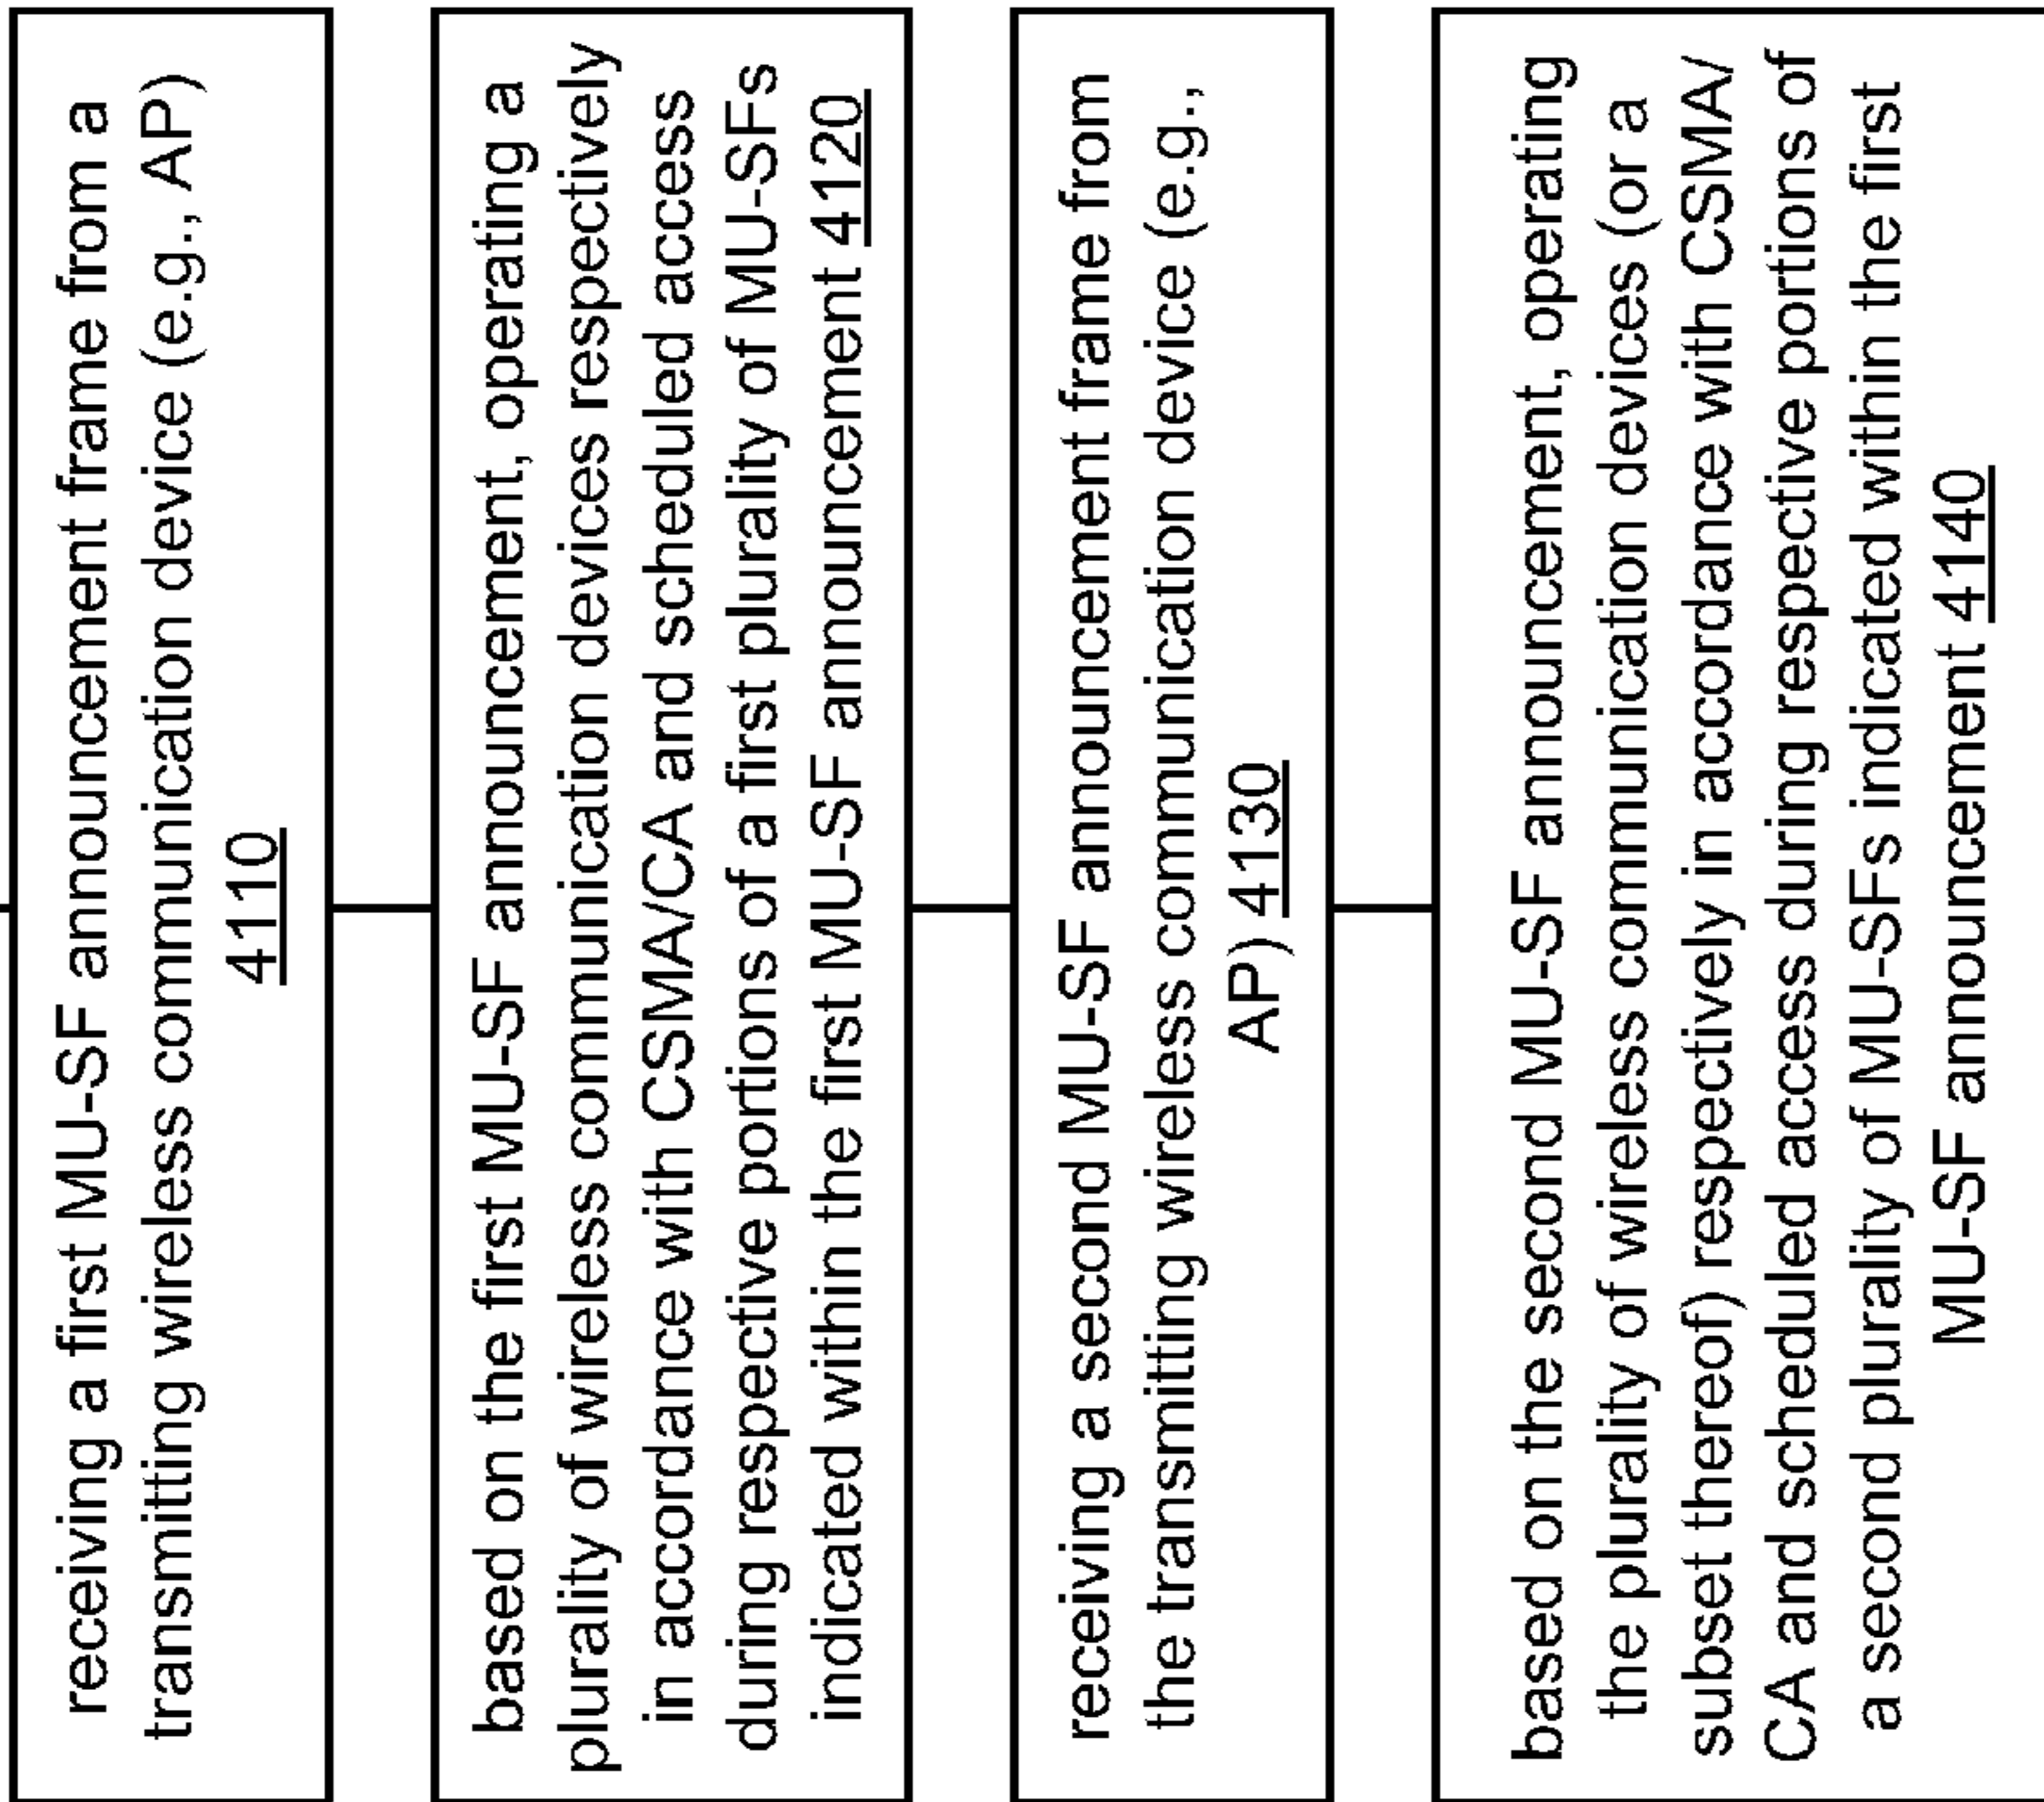 receiving a first MU-SF announcement frame from a
transmitting wireless communication device (e.g., AP)
4110
based on the first MU-SF announcement, operating a
plurality of wireless communication devices respectively
in accordance with CSMA/CA and scheduled access
during respective portions of a first plurality of MU-SFs
indicated within the first MU-SF announcement 4120
receiving a second MU-SF announcement frame from
the transmitting wireless communication device (e.g.,
AP) 4130
based on the second MU-SF announcement, operating
the plurality of wireless communication devices (or a
subset thereof) respectively in accordance with CSMA/
CA and scheduled access during respective portions of
a second plurality of MU-SFs indicated within the first
MU-SF announcement 4140